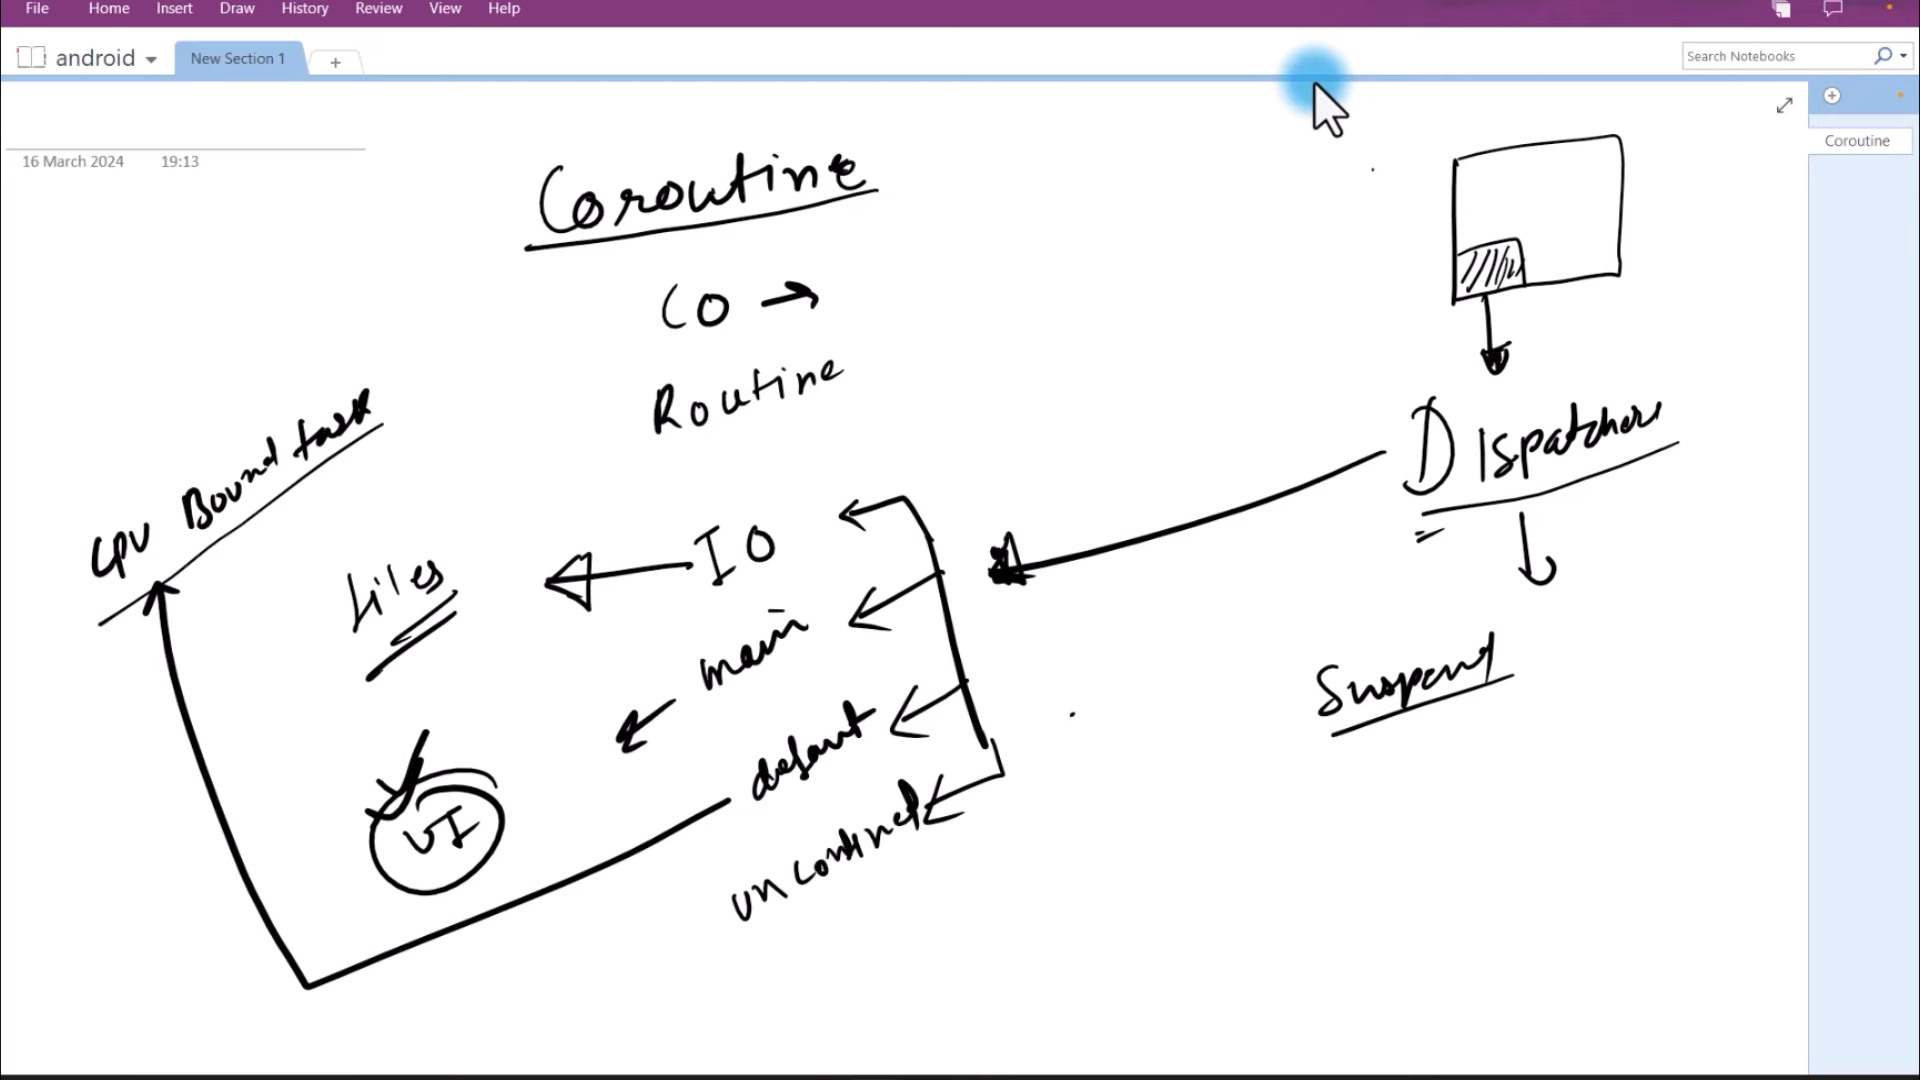 File Home Insert Draw History Review View Help
android New Section 1 +
Search Notebooks
16 March 2024 19:13
Coroutine
Coroutine
CO →
Routine
CPU Bound task
Dispatcher
IO
files
main
Suspend
default
UI